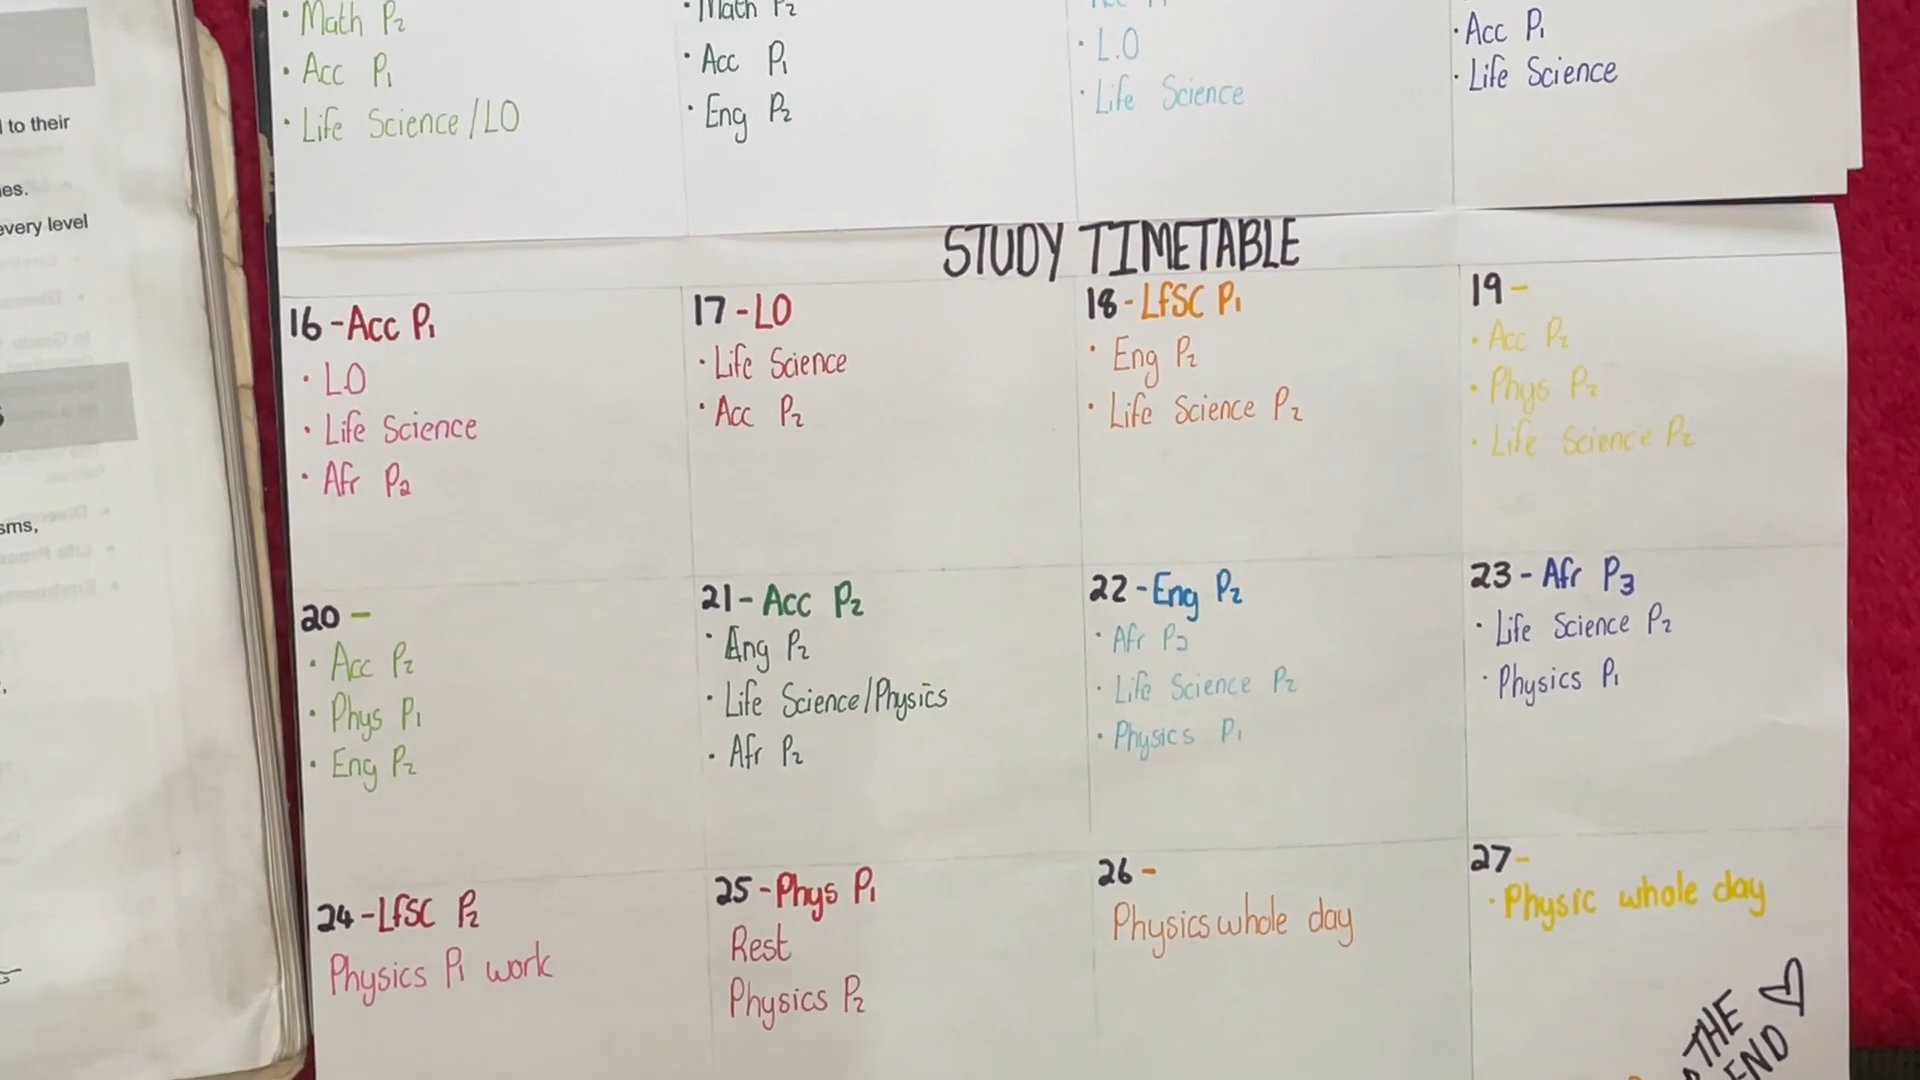 to their
es.
every level
sms,
· Math P2
· Acc P1
· Life Science/LO
· Math P2
· Acc P1
· Eng P2
· L.O
· Life Science
· Acc P1
· Life Science
STUDY TIMETABLE
16 - Acc P1
· LO
· Life Science
· Afr P2
17 - LO
· Life Science
· Acc P2
18 - LfSC P1
· Eng P2
· Life Science P2
19 -
· Acc P2
· Phys P2
· Life Science P2
20 -
· Acc P2
· Phys P1
· Eng P2
21 - Acc P2
· Eng P2
· Life Science/Physics
· Afr P2
22 - Eng P2
· Afr P3
· Life Science P2
· Physics P1
23 - Afr P3
· Life Science P2
· Physics P1
24 - LfSC P2
Physics P1 work
25 - Phys P1
Rest
Physics P2
26 -
Physics whole day
27 -
· Physic whole day
THE
END